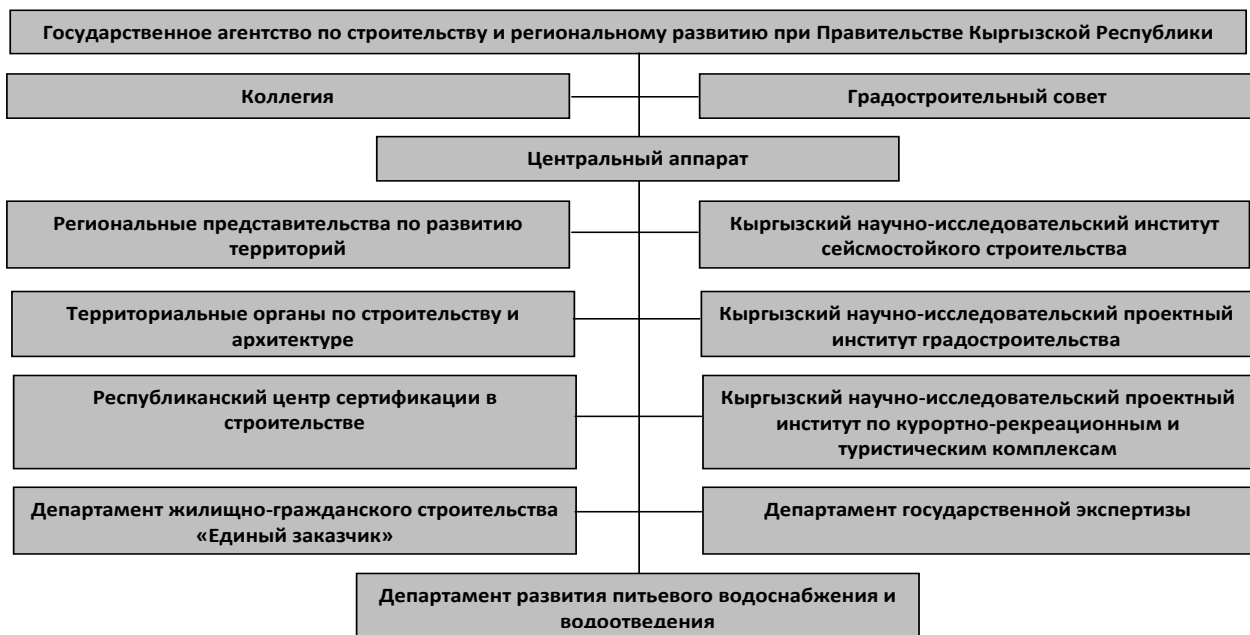 Государственное агентство по строительству и региональному развитию при Правительстве Кыргызской Республики
Коллегия
Градостроительный совет
Центральный аппарат
Региональные представительства по развитию
территорий
Кыргызский научно-исследовательский институт
сейсмостойкого строительства
Территориальные органы по строительству и
архитектуре
Кыргызский научно-исследовательский проектный
институт градостроительства
Республиканский центр сертификации в
строительстве
Кыргызский научно-исследовательский проектный
институт по курортно-рекреационным и
туристическим комплексам
Департамент жилищно-гражданского строительства
«Единый заказчик»
Департамент государственной экспертизы
Департамент развития питьевого водоснабжения и
водоотведения